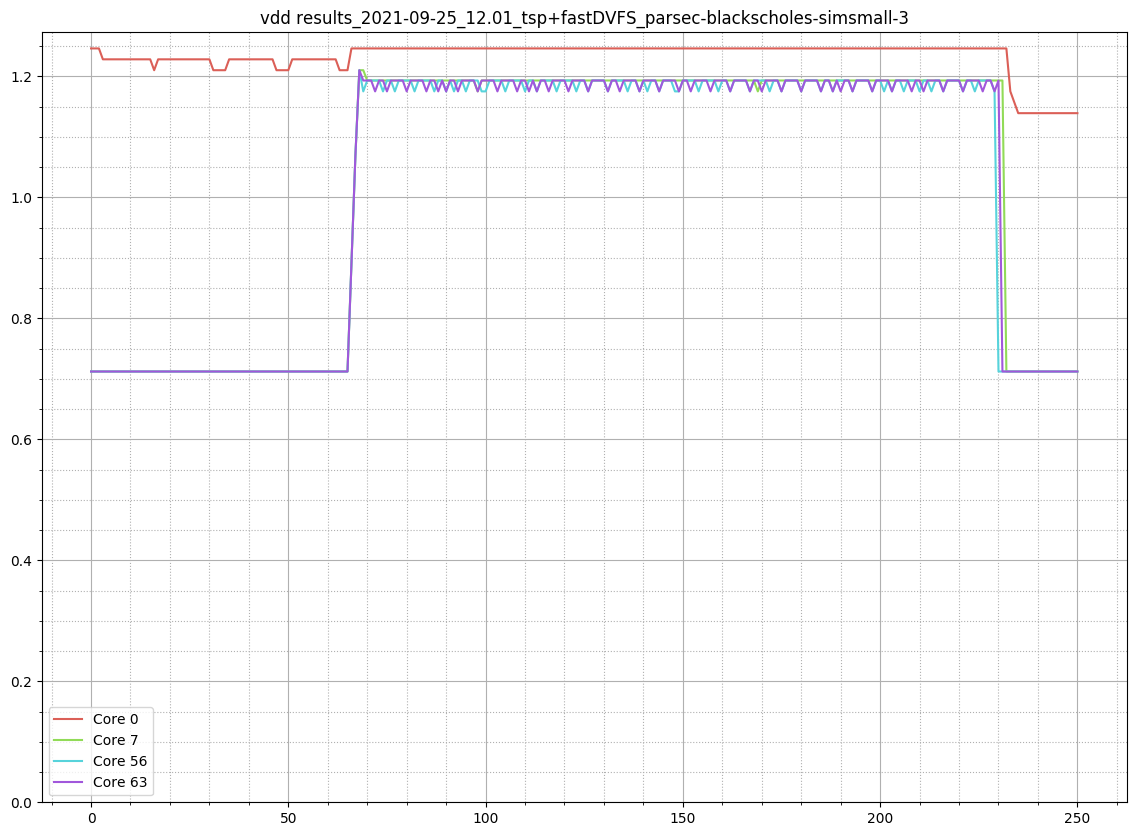 vdd results_2021-09-25_12.01_tsp+fastDVFS_parsec-blackscholes-simsmall-3
1.2
1.0
0.8
0.6
0.4
0.2
0.0
Core 0
Core 7
Core 56
Core 63
0 50 100 150 200 250